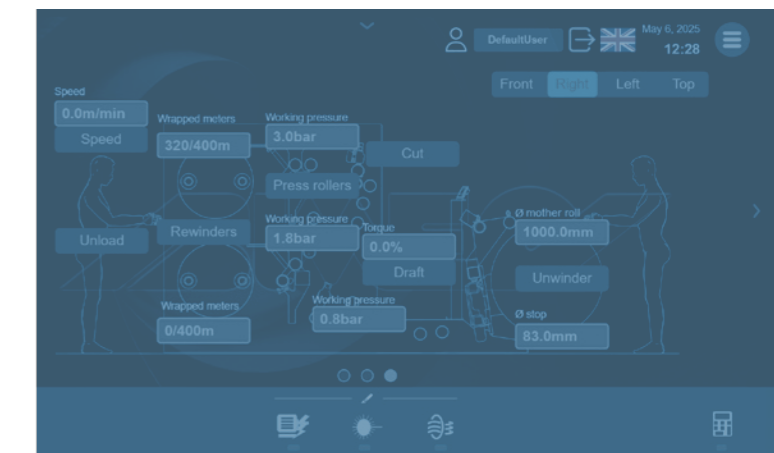 DefaultUser
May 6, 2025
12:28
Front Right Left Top
Speed
0.0m/min
Speed
Wrapped meters
320/400m
Working pressure
3.0bar
Cut
Press rollers
Unload
Rewinders
Working pressure
1.8bar
Torque
0.0%
Draft
Ø mother roll
1000.0mm
Unwinder
Wrapped meters
0/400m
Working pressure
0.8bar
Ø stop
83.0mm